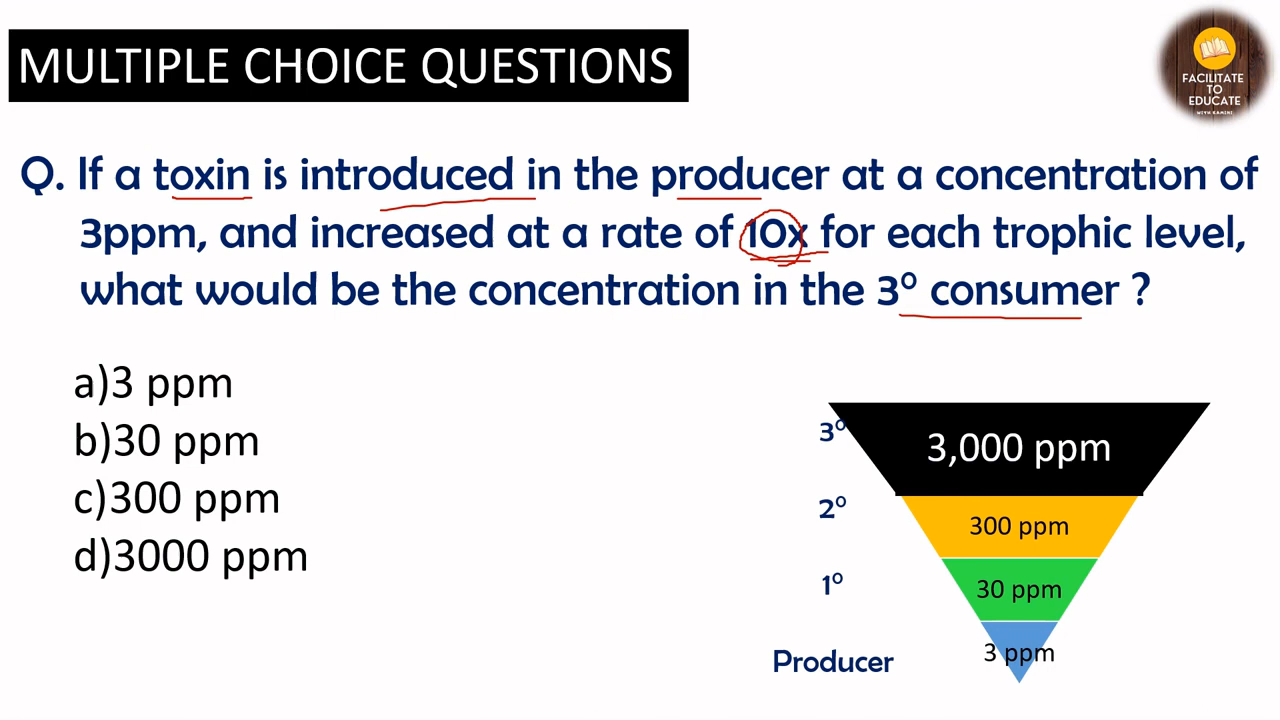 MULTIPLE CHOICE QUESTIONS
FACILITATE
TO
EDUCATE
WITH KAMINI
Q. If a toxin is introduced in the producer at a concentration of
3ppm, and increased at a rate of 10x for each trophic level,
what would be the concentration in the 3° consumer ?
a)3 ppm
b)30 ppm
c)300 ppm
d)3000 ppm
3° 3,000 ppm
2° 300 ppm
1° 30 ppm
Producer 3 ppm